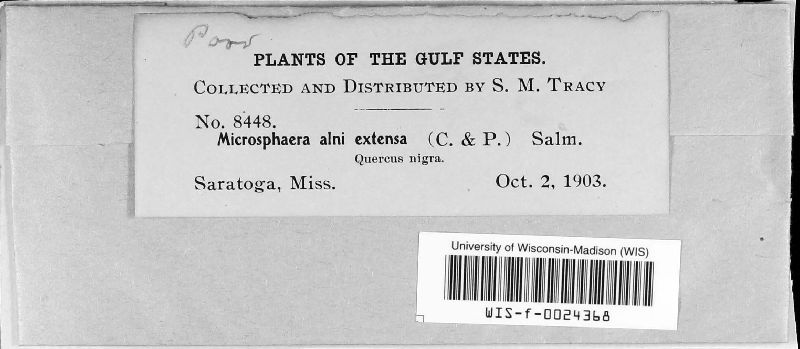 PLANTS OF THE GULF STATES.
COLLECTED AND DISTRIBUTED BY S. M. TRACY
No. 8448.
Microsphaera alni extensa (C. & P.) Salm.
Quercus nigra.
Saratoga, Miss. Oct. 2, 1903.
University of Wisconsin-Madison (WIS)
WIS-f-0024368